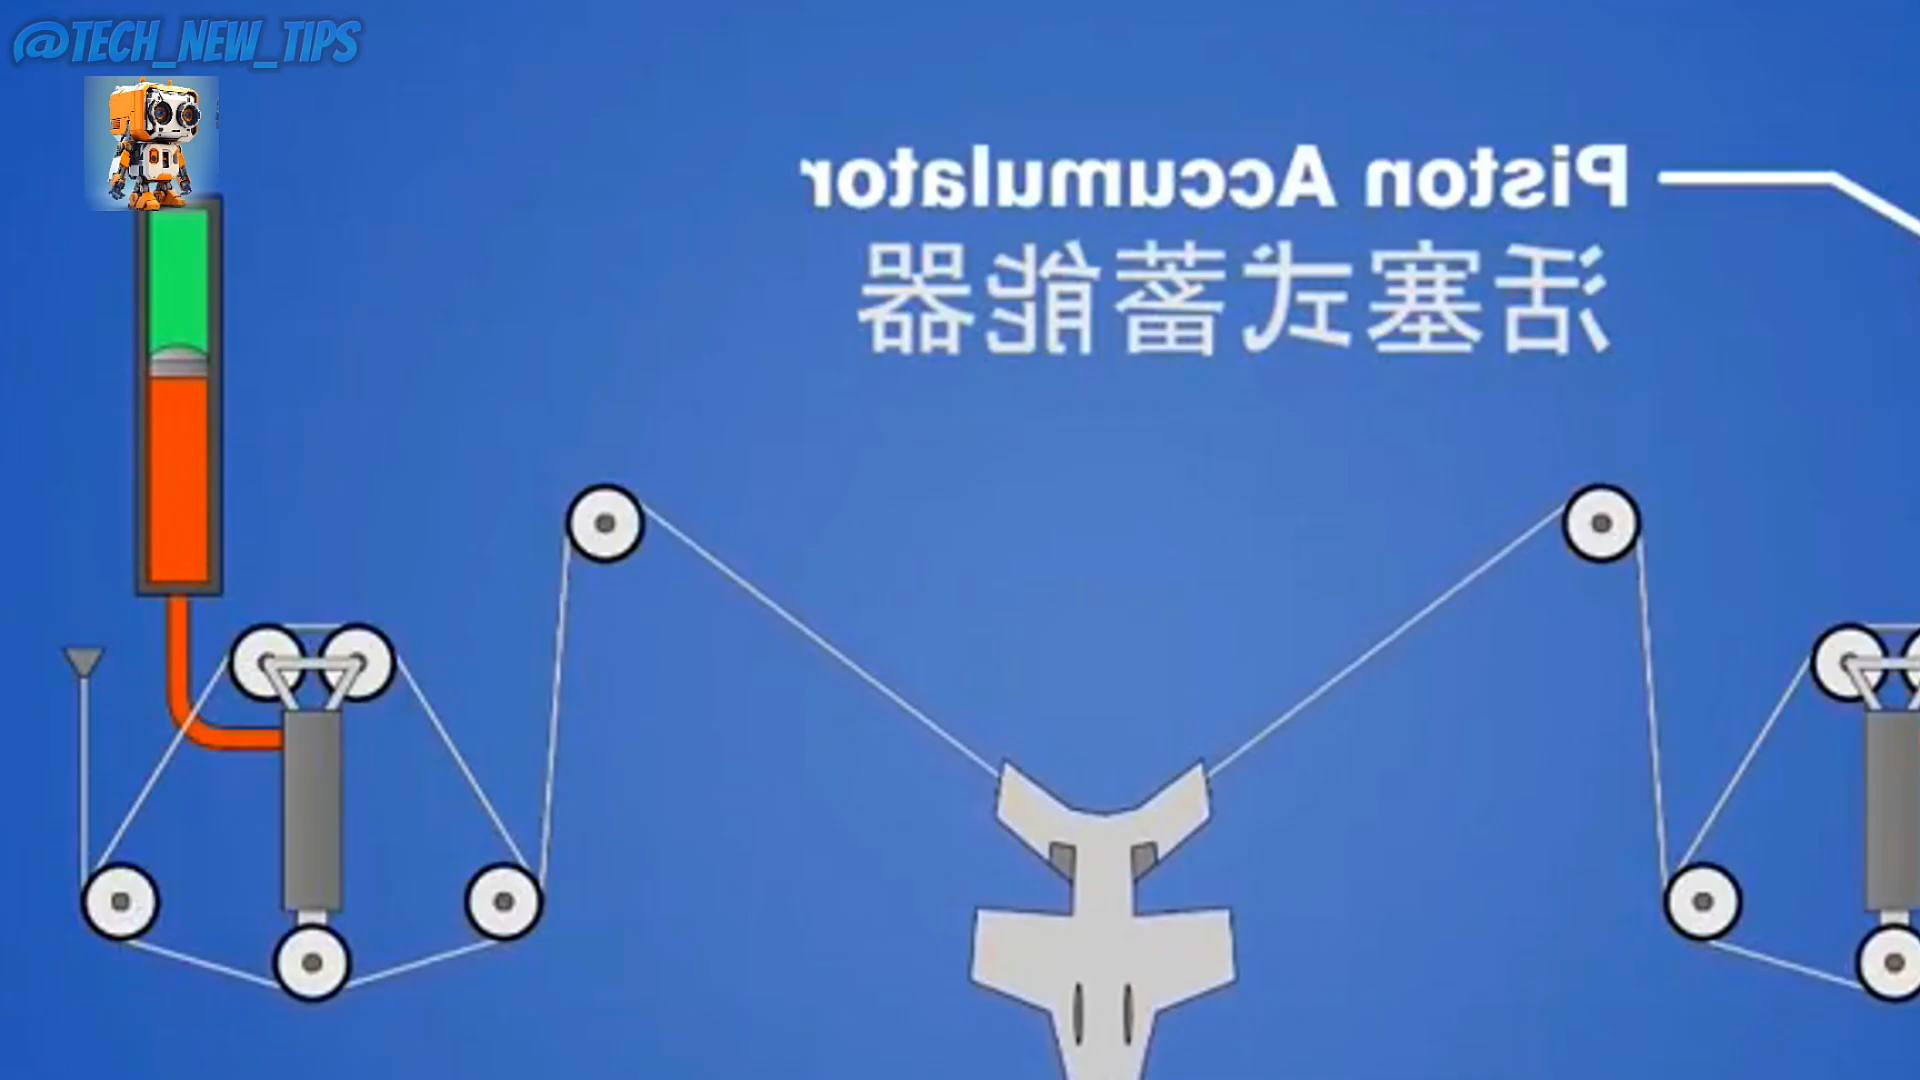 @TECH_NEW_TIPS
Piston Accumulator
活塞式蓄能器